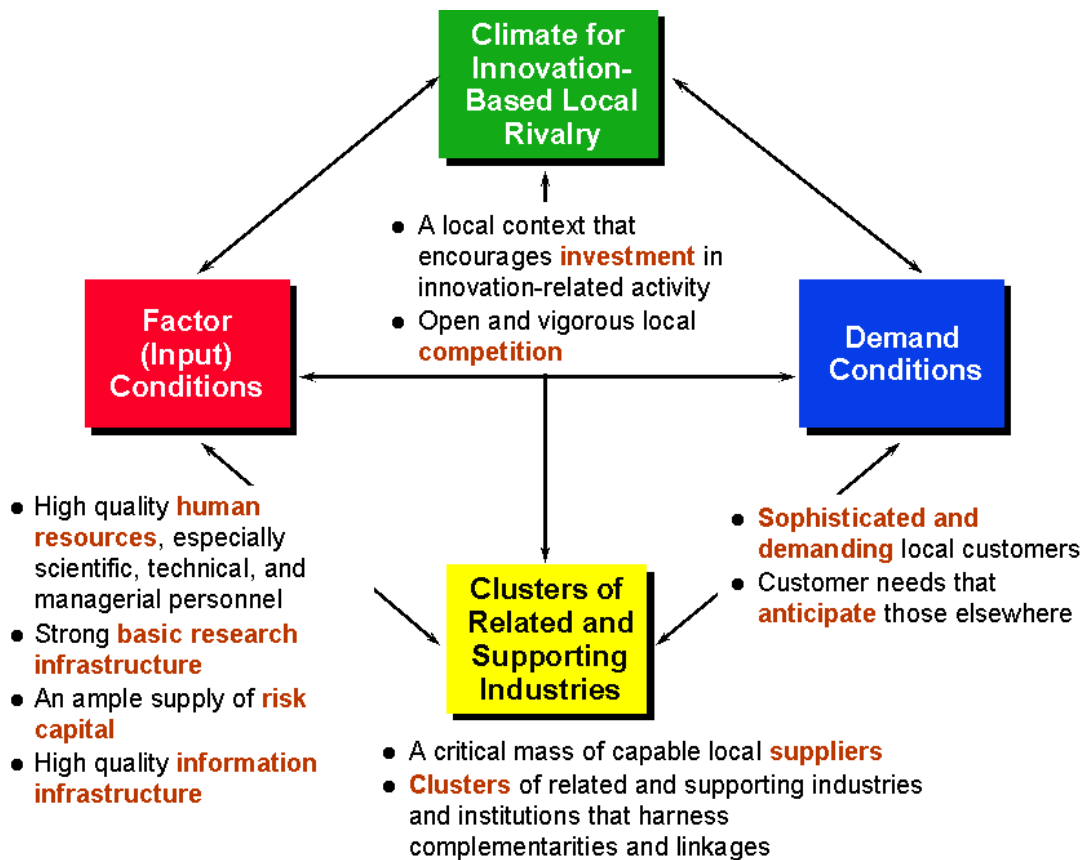 Climate for
Innovation-
Based Local
Rivalry
● A local context that
encourages investment in
innovation-related activity
● Open and vigorous local
competition
Factor
(Input)
Conditions
Demand
Conditions
● High quality human
resources, especially
scientific, technical, and
managerial personnel
● Strong basic research
infrastructure
● An ample supply of risk
capital
● High quality information
infrastructure
● Sophisticated and
demanding local customers
● Customer needs that
anticipate those elsewhere
Clusters of
Related and
Supporting
Industries
● A critical mass of capable local suppliers
● Clusters of related and supporting industries
and institutions that harness
complementarities and linkages